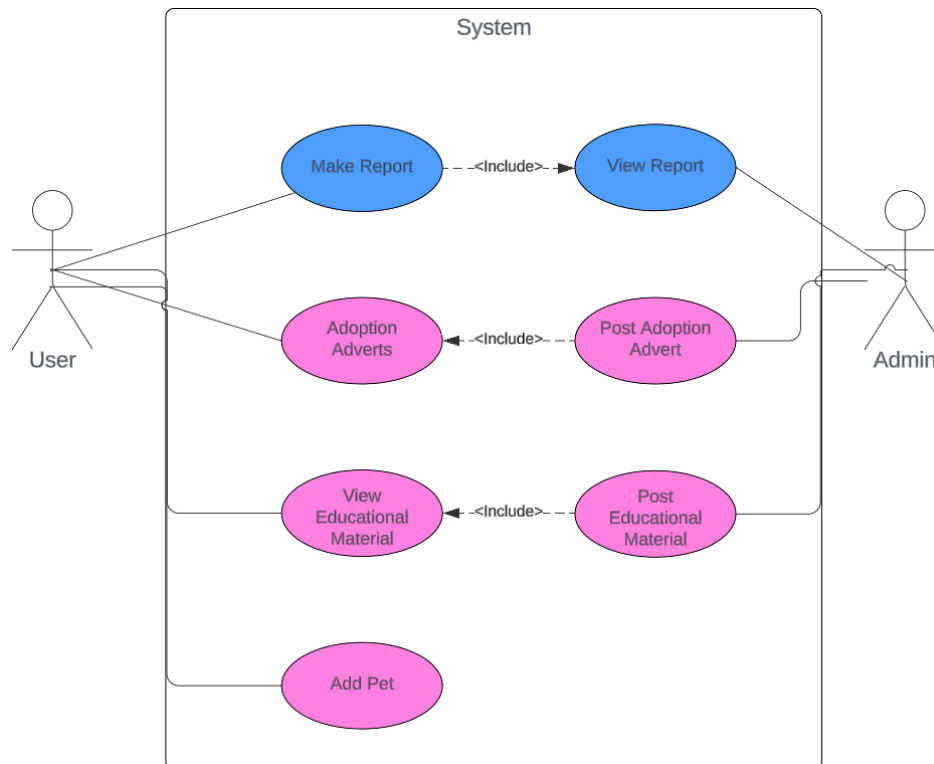 System
Make Report
<Include>
View Report
User
Adoption
Adverts
<Include>
Post Adoption
Advert
Admin
View
Educational
Material
<Include>
Post
Educational
Material
Add Pet